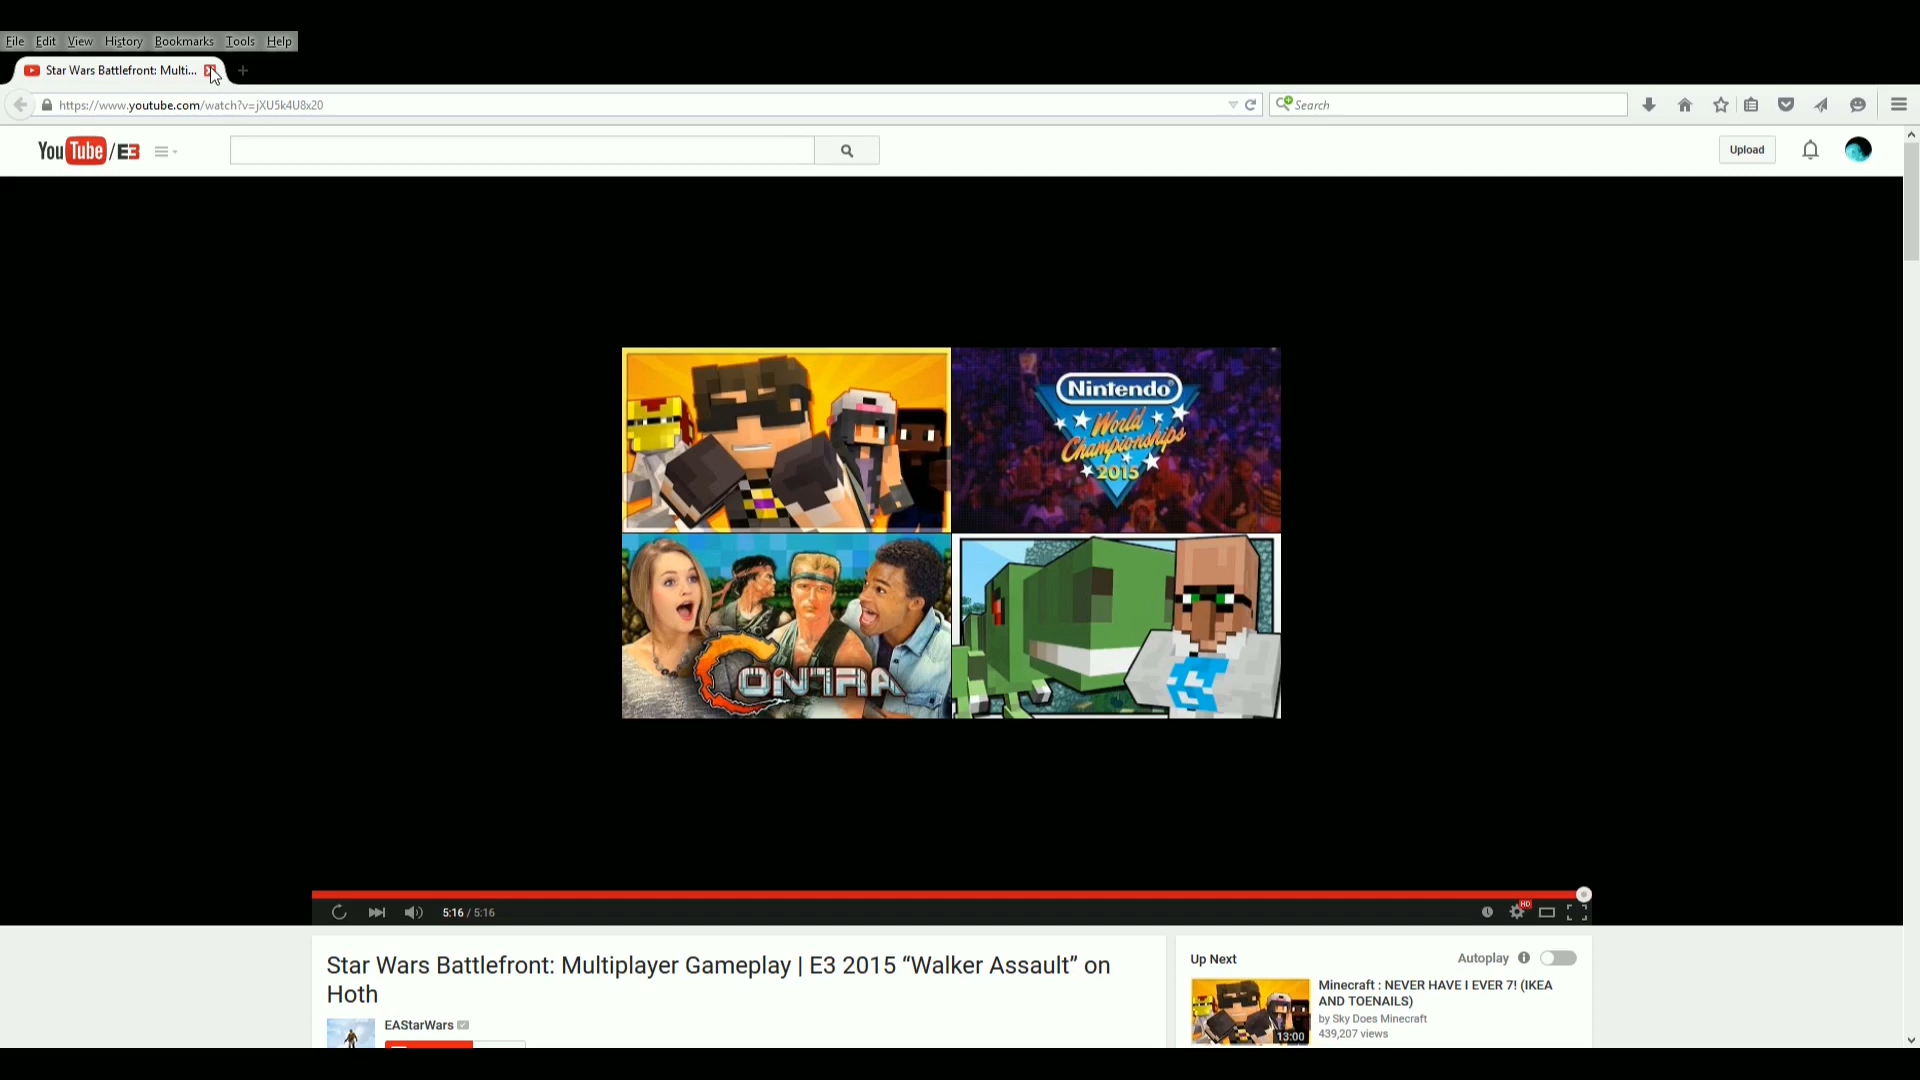 File Edit View History Bookmarks Tools Help
Star Wars Battlefront: Multi...
https://www.youtube.com/watch?v=jXU5k4U8x20
Search
YouTube /E3
Upload
Nintendo
World
Championships
2015
CONTRA
5:16 / 5:16
HD
Star Wars Battlefront: Multiplayer Gameplay | E3 2015 “Walker Assault” on
Hoth
EAStarWars
Up Next
Autoplay
Minecraft : NEVER HAVE I EVER 7! (IKEA
AND TOENAILS)
by Sky Does Minecraft
439,207 views
13:00